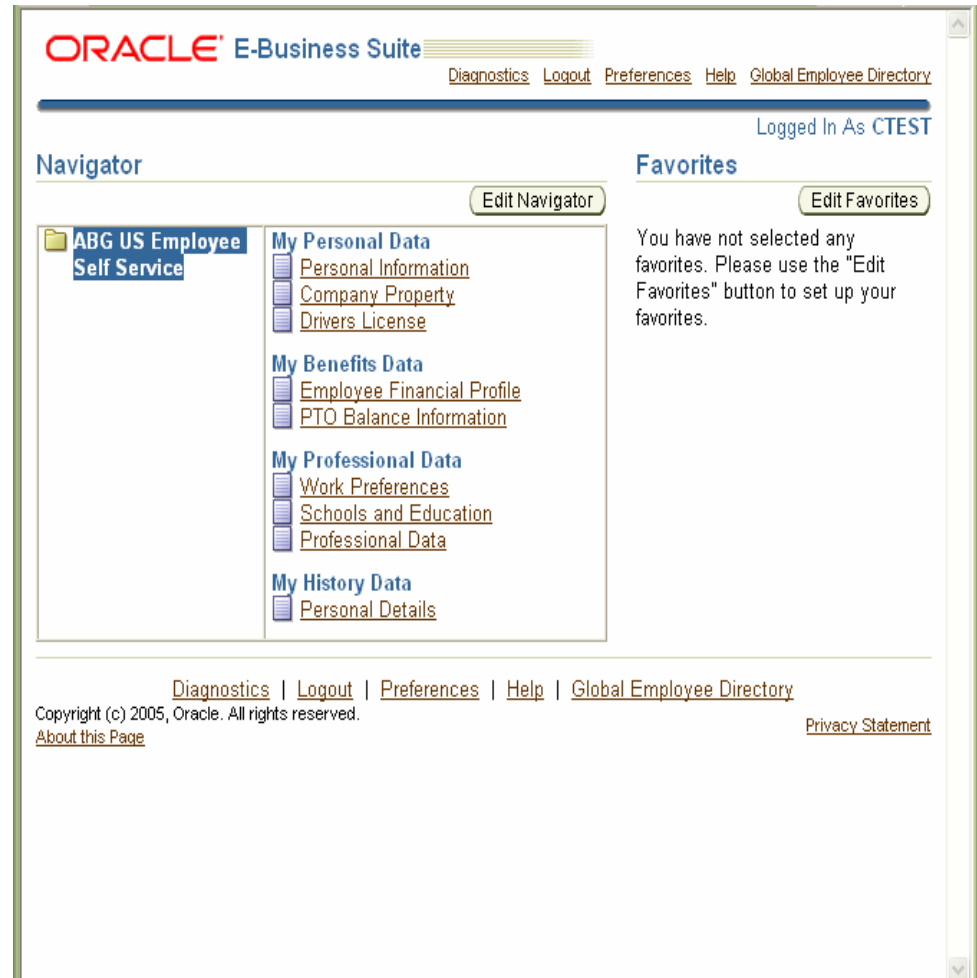 ORACLE' E-Business Suite
Diagnostics Logout Preferences Help Global Employee Directory
Logged In As CTEST
Navigator
Edit Navigator
ABG US Employee
Self Service
My Personal Data
Personal Information
Company Property
Drivers License
My Benefits Data
Employee Financial Profile
PTO Balance Information
My Professional Data
Work Preferences
Schools and Education
Professional Data
My History Data
Personal Details
Favorites
Edit Favorites
You have not selected any
favorites. Please use the "Edit
Favorites" button to set up your
favorites.
Diagnostics | Logout | Preferences | Help | Global Employee Directory
Copyright (c) 2005, Oracle. All rights reserved.
About this Page
Privacy Statement